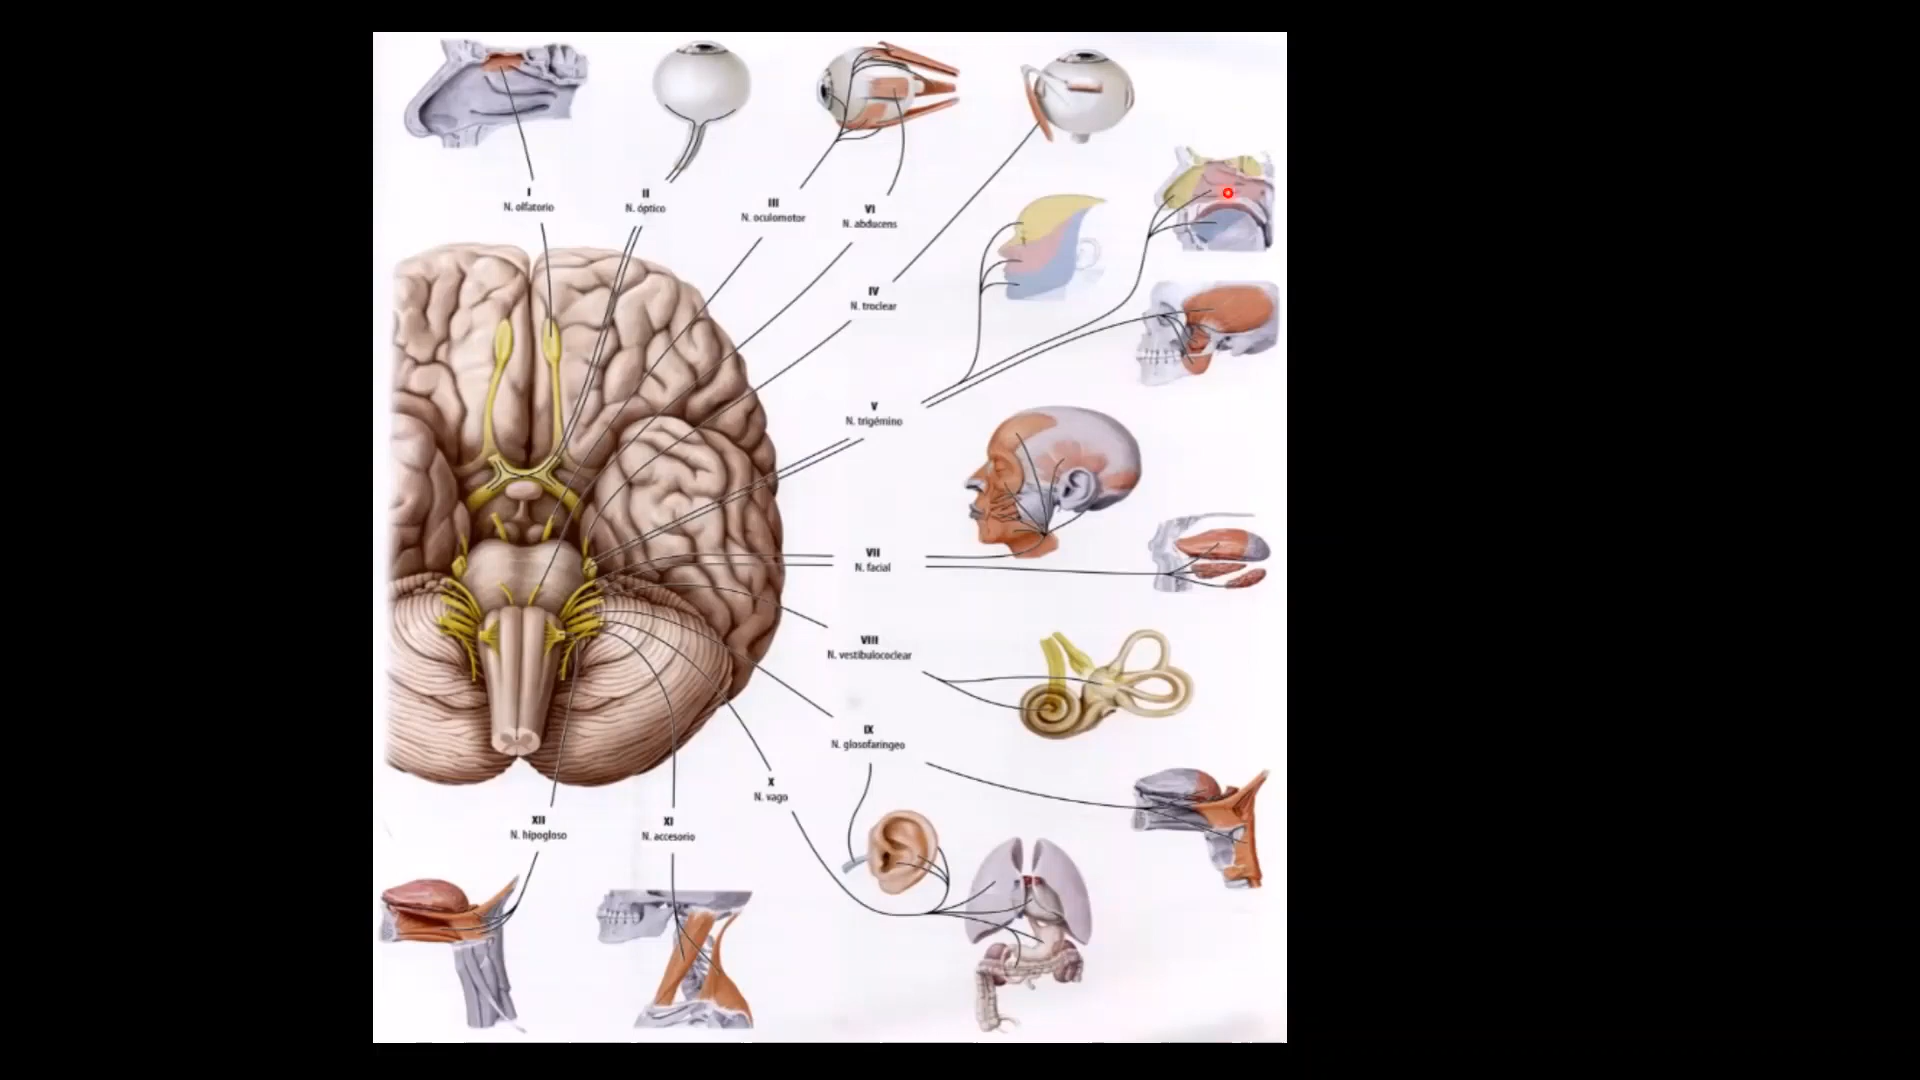 I
N. olfatorio
II
N. óptico
III
N. oculomotor
VI
N. abducens
IV
N. troclear
V
N. trigémino
VII
N. facial
VIII
N. vestibulococlear
IX
N. glosofaríngeo
X
N. vago
XII
N. hipogloso
XI
N. accesorio